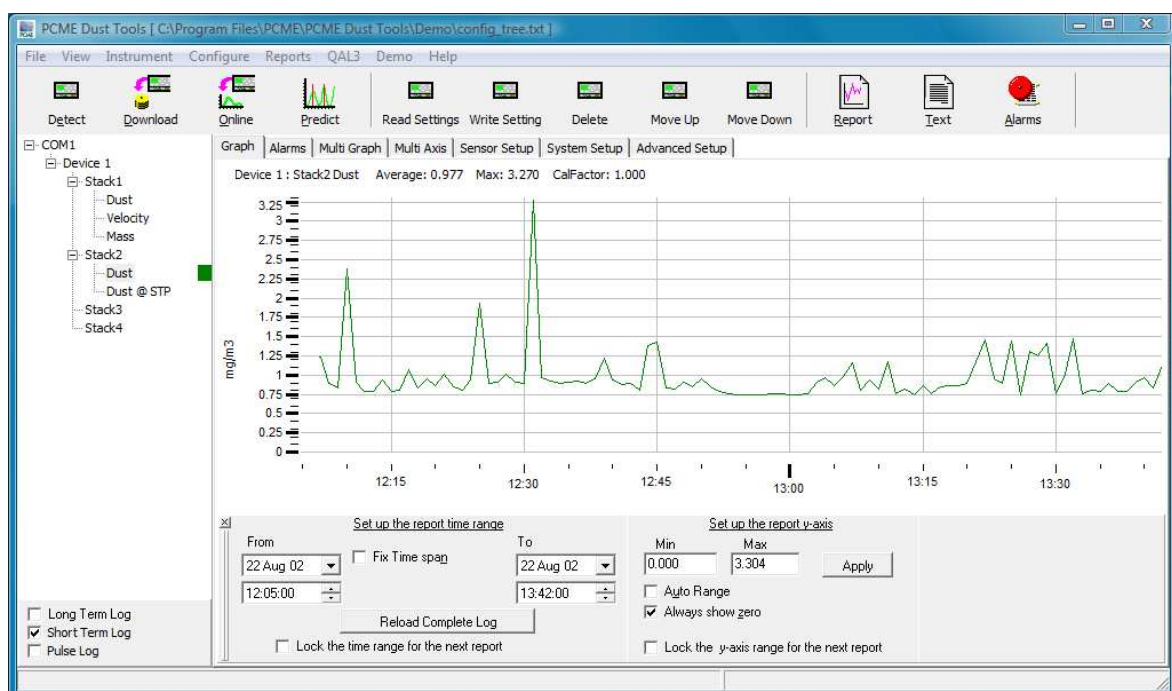 PCME Dust Tools [ C:\Program Files\PCME\PCME Dust Tools\Demo\config_tree.txt ]
File View Instrument Configure Reports QAL3 Demo Help
Detect Download Online Predict Read Settings Write Setting Delete Move Up Move Down Report Text Alarms
COM1
Device 1
Stack1
Dust
Velocity
Mass
Stack2
Dust
Dust @ STP
Stack3
Stack4
Long Term Log
Short Term Log
Pulse Log
Graph Alarms Multi Graph Multi Axis Sensor Setup System Setup Advanced Setup
Device 1 : Stack2 Dust Average: 0.977 Max: 3.270 CalFactor: 1.000
mg/m3
3.25
3
2.75
2.5
2.25
2
1.75
1.5
1.25
1
0.75
0.5
0.25
0
12:15 12:30 12:45 13:00 13:15 13:30
Set up the report time range
From To
22 Aug 02 Fix Time span 22 Aug 02
12:05:00 13:42:00
Reload Complete Log
Lock the time range for the next report
Set up the report y-axis
Min Max
0.000 3.304 Apply
Auto Range
Always show zero
Lock the y-axis range for the next report